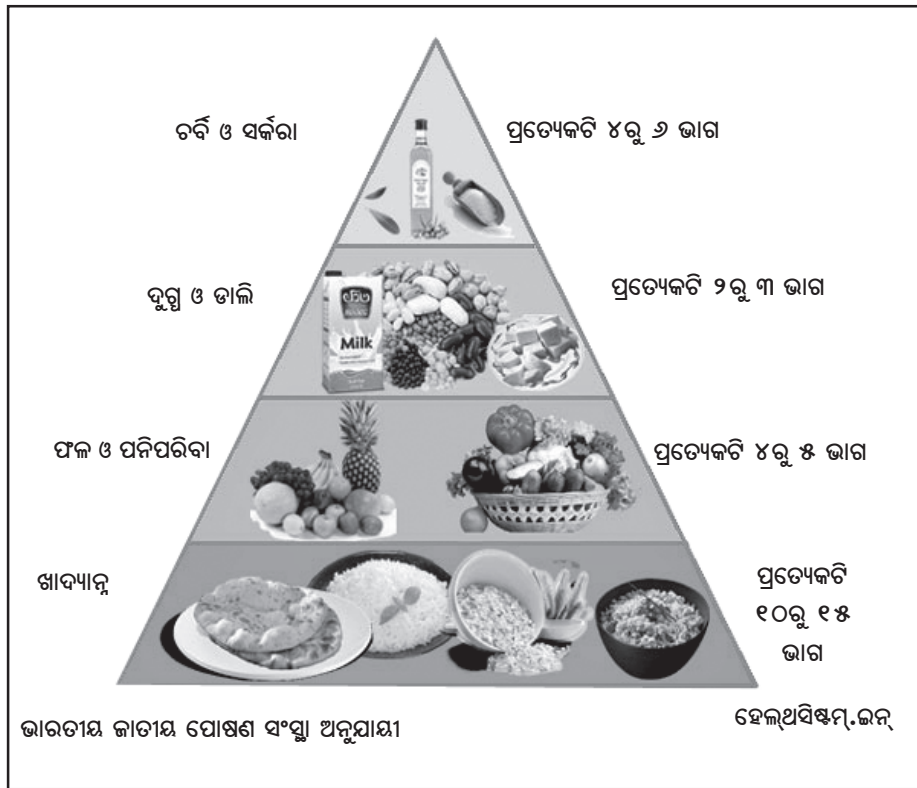 ଚର୍ବି ଓ ସର୍କରା
ପ୍ରତ୍ୟେକଟି ୪ରୁ ୬ ଭାଗ
ଦୁଗ୍ଧ ଓ ଡାଲି
ପ୍ରତ୍ୟେକଟି ୨ରୁ ୩ ଭାଗ
Milk
ଫଳ ଓ ପନିପରିବା
ପ୍ରତ୍ୟେକଟି ୪ରୁ ୫ ଭାଗ
ଖାଦ୍ୟାନ୍ନ
ପ୍ରତ୍ୟେକଟି
୧୦ରୁ ୧୫
ଭାଗ
ଭାରତୀୟ ଜାତୀୟ ପୋଷଣ ସଂସ୍ଥା ଅନୁଯାୟୀ
ହେଲ୍‌ଥସିଷ୍ଟମ୍.ଇନ୍